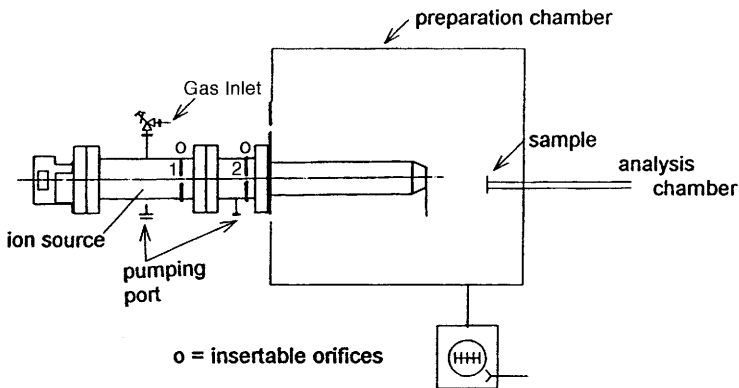 preparation chamber
Gas Inlet
o
o
1
2
sample
analysis
chamber
ion source
pumping
port
o = insertable orifices